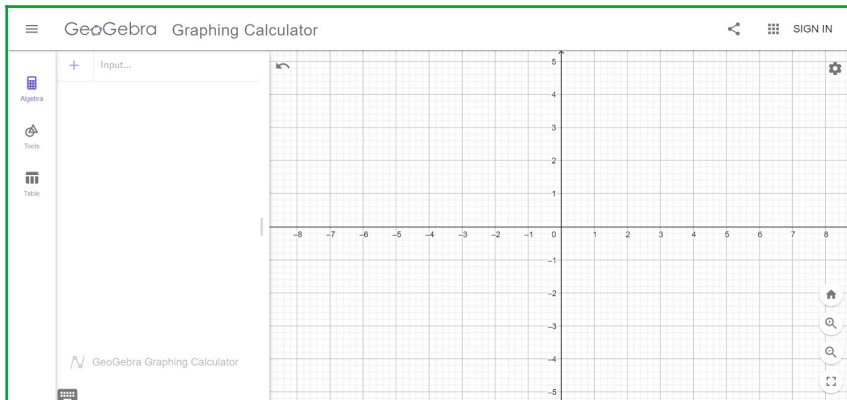 GeoGebra Graphing Calculator
SIGN IN
Input...
Algebra
Tools
Table
GeoGebra Graphing Calculator
5
4
3
2
1
–8 –7 –6 –5 –4 –3 –2 –1 0 1 2 3 4 5 6 7 8
–1
–2
–3
–4
–5